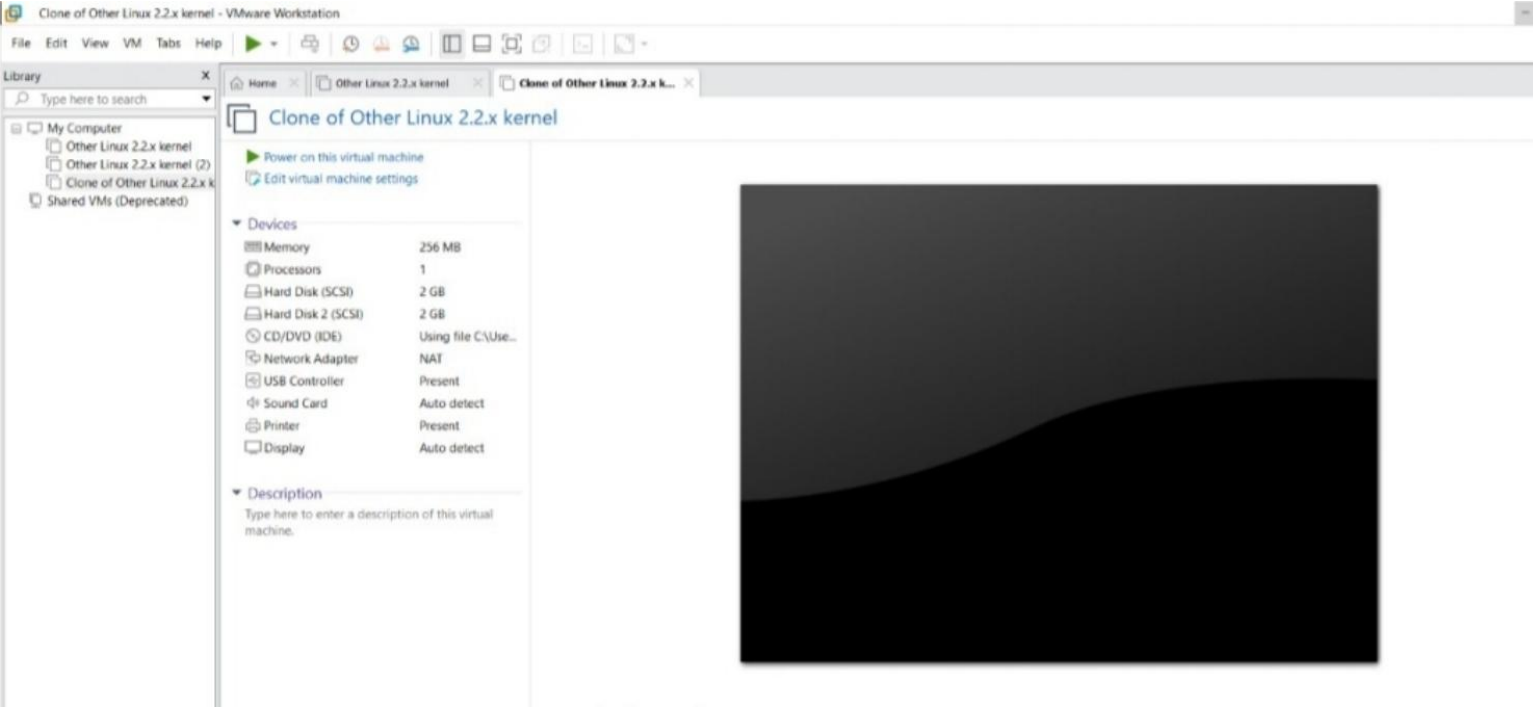 Clone of Other Linux 2.2.x kernel - VMware Workstation
File Edit View VM Tabs Help
Library X
Type here to search
My Computer
Other Linux 2.2.x kernel
Other Linux 2.2.x kernel (2)
Clone of Other Linux 2.2.x k
Shared VMs (Deprecated)
Home Other Linux 2.2.x kernel Clone of Other Linux 2.2.x k...
Clone of Other Linux 2.2.x kernel
Power on this virtual machine
Edit virtual machine settings
Devices
Memory 256 MB
Processors 1
Hard Disk (SCSI) 2 GB
Hard Disk 2 (SCSI) 2 GB
CD/DVD (IDE) Using file C:\Use...
Network Adapter NAT
USB Controller Present
Sound Card Auto detect
Printer Present
Display Auto detect
Description
Type here to enter a description of this virtual
machine.